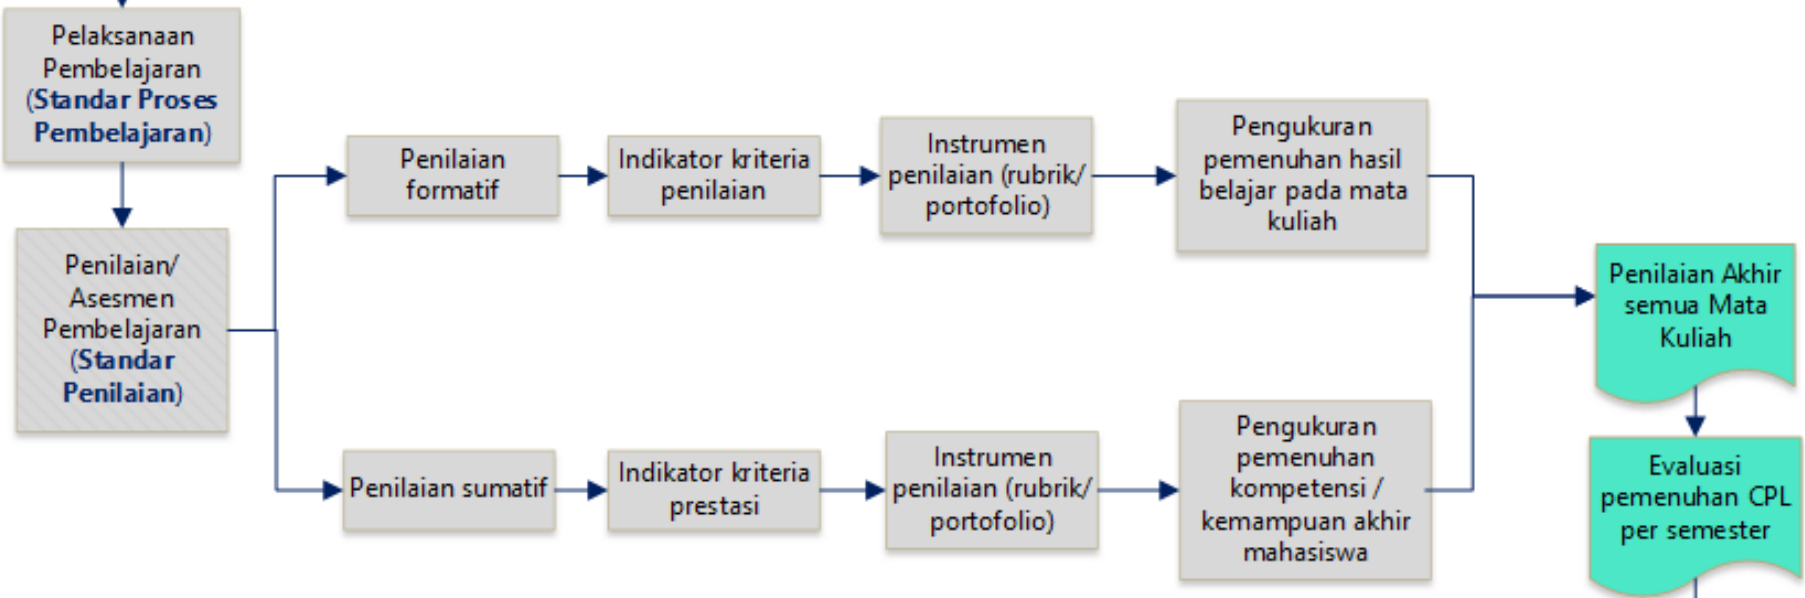 Pelaksanaan
Pembelajaran
(Standar Proses
Pembelajaran)
Penilaian/
Asesmen
Pembelajaran
(Standar
Penilaian)
Penilaian
formatif
Indikator kriteria
penilaian
Instrumen
penilaian (rubrik/
portofolio)
Pengukuran
pemenuhan hasil
belajar pada mata
kuliah
Penilaian sumatif
Indikator kriteria
prestasi
Instrumen
penilaian (rubrik/
portofolio)
Pengukuran
pemenuhan
kompetensi /
kemampuan akhir
mahasiswa
Penilaian Akhir
semua Mata
Kuliah
Evaluasi
pemenuhan CPL
per semester